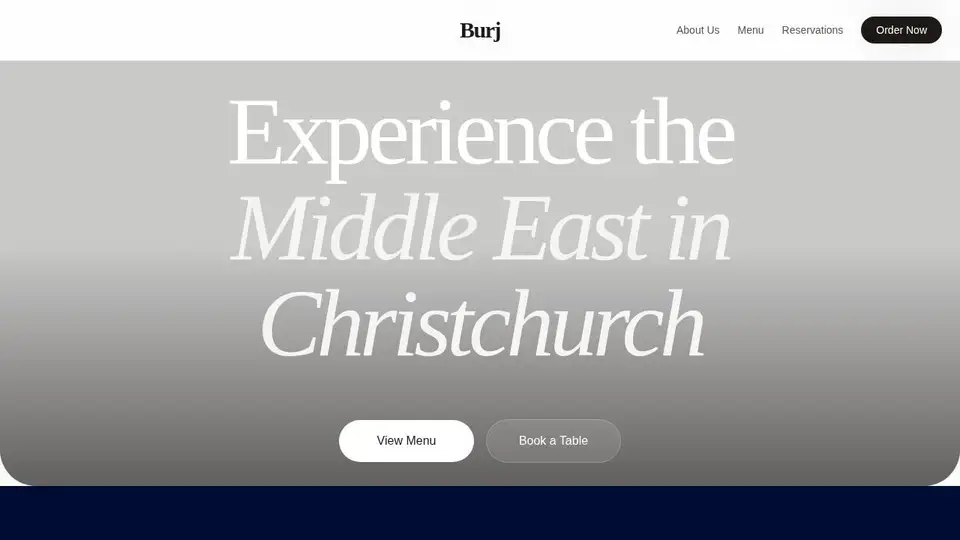 Burj
About Us
Menu
Reservations
Order Now
Experience the
Middle East in
Christchurch
View Menu
Book a Table